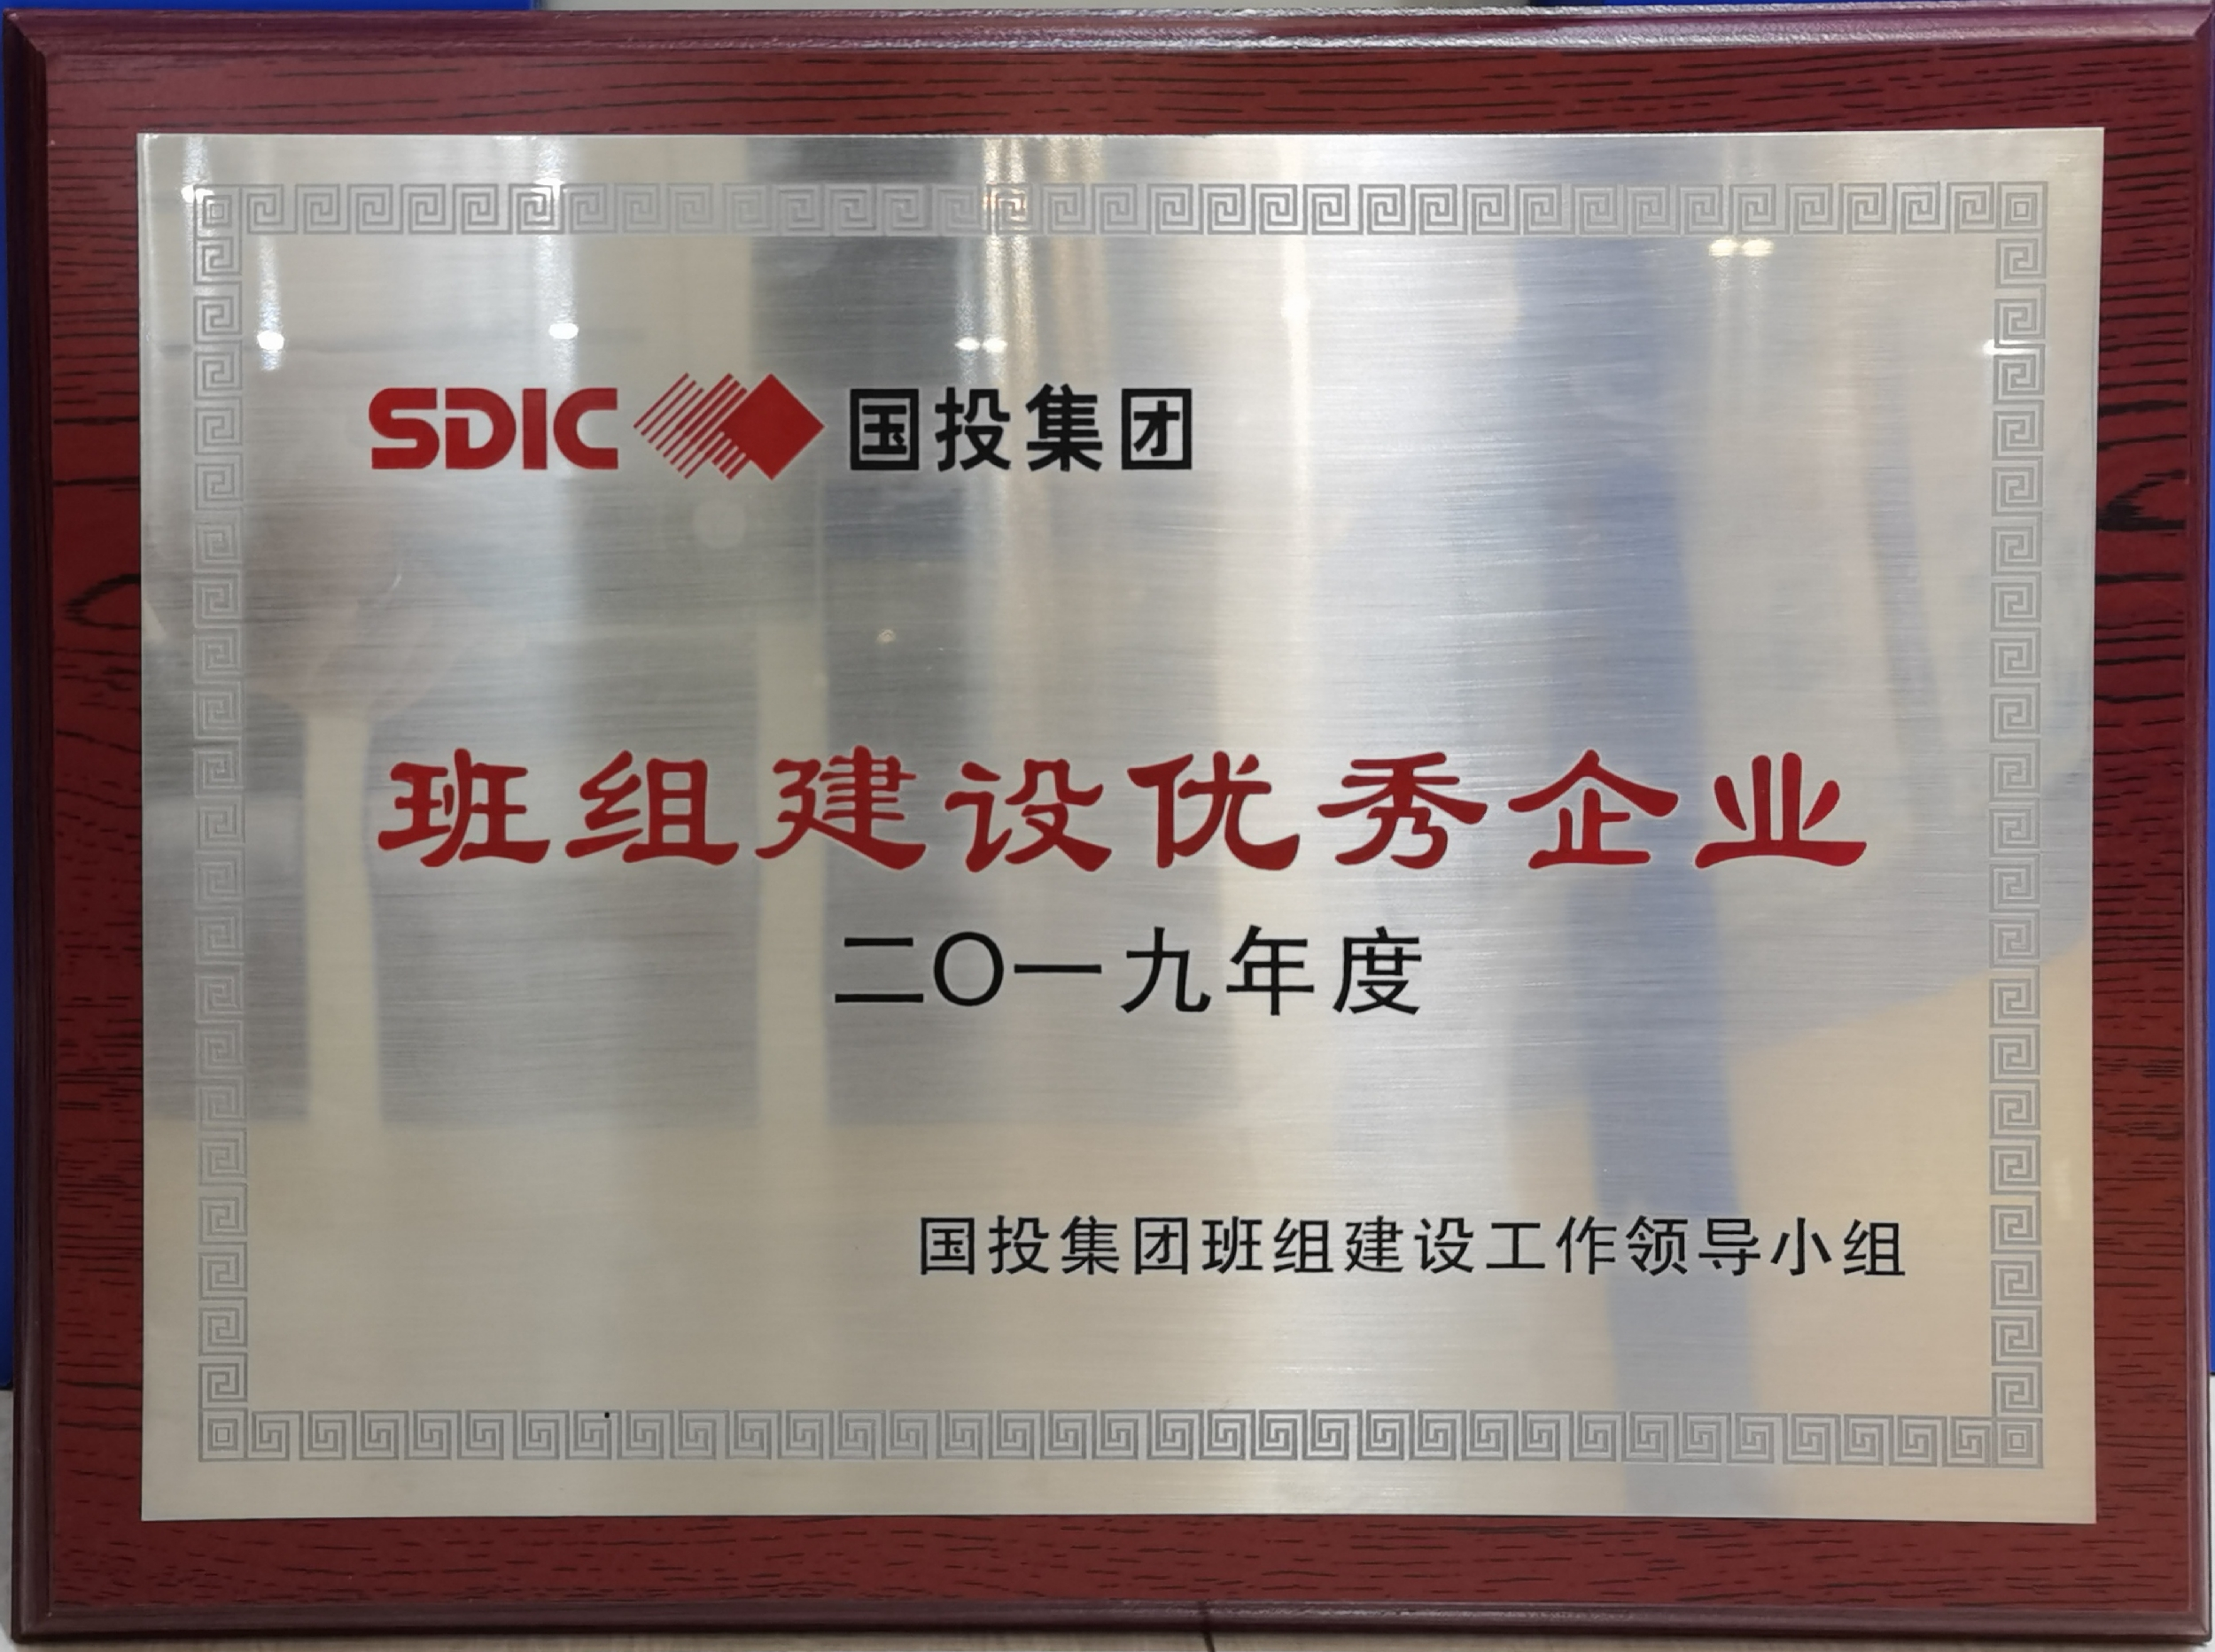 SDIC 国投集团
班组建设优秀企业
二〇一九年度
国投集团班组建设工作领导小组